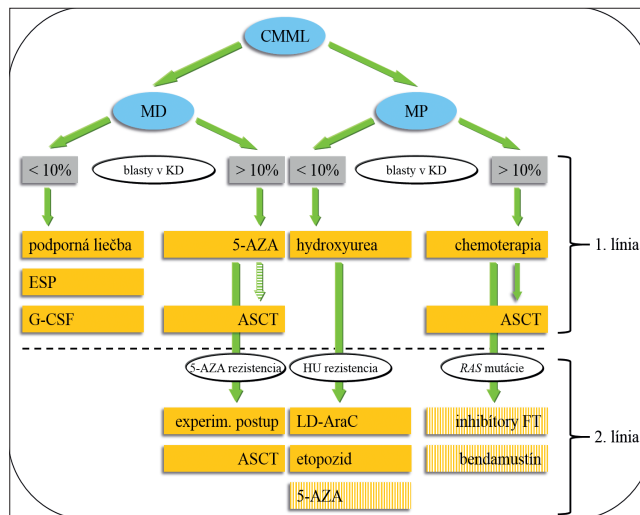 CMML
MD
MP
< 10%
blasty v KD
> 10%
< 10%
blasty v KD
> 10%
podporná liečba
5-AZA
hydroxyurea
chemoterapia
1. línia
ESP
G-CSF
ASCT
ASCT
5-AZA rezistencia
HU rezistencia
RAS mutácie
experim. postup
LD-AraC
inhibítory FT
2. línia
ASCT
etopozid
bendamustín
5-AZA